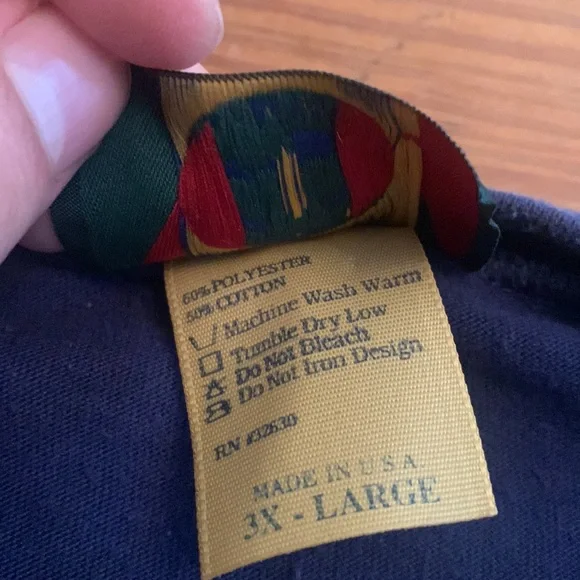 50% POLYESTER
50% COTTON
Machine Wash Warm
Tumble Dry Low
Do Not Bleach
Do Not Iron Design
RN #32630
MADE IN U.S.A.
3X - LARGE